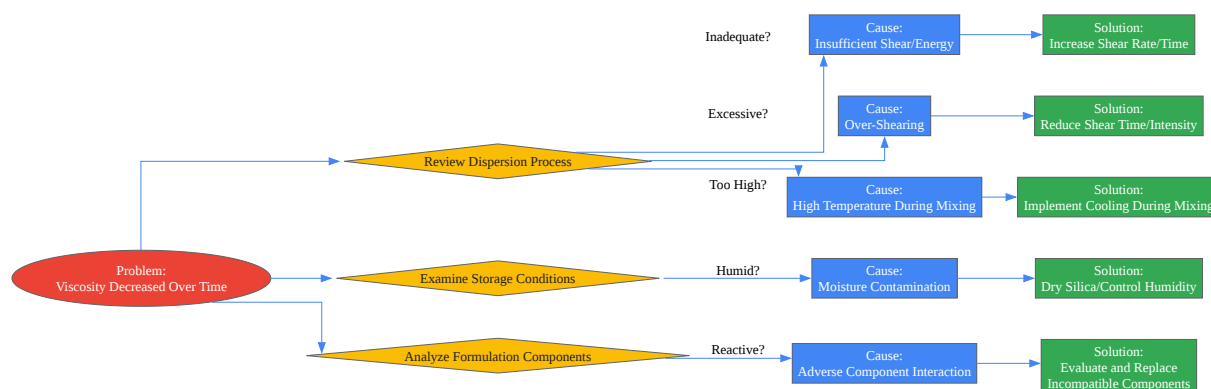 Inadequate?
Cause:
Insufficient Shear/Energy
Solution:
Increase Shear Rate/Time
Excessive?
Cause:
Over-Shearing
Solution:
Reduce Shear Time/Intensity
Review Dispersion Process
Too High?
Cause:
High Temperature During Mixing
Solution:
Implement Cooling During Mixing
Problem:
Viscosity Decreased Over Time
Examine Storage Conditions
Humid?
Cause:
Moisture Contamination
Solution:
Dry Silica/Control Humidity
Analyze Formulation Components
Reactive?
Cause:
Adverse Component Interaction
Solution:
Evaluate and Replace
Incompatible Components